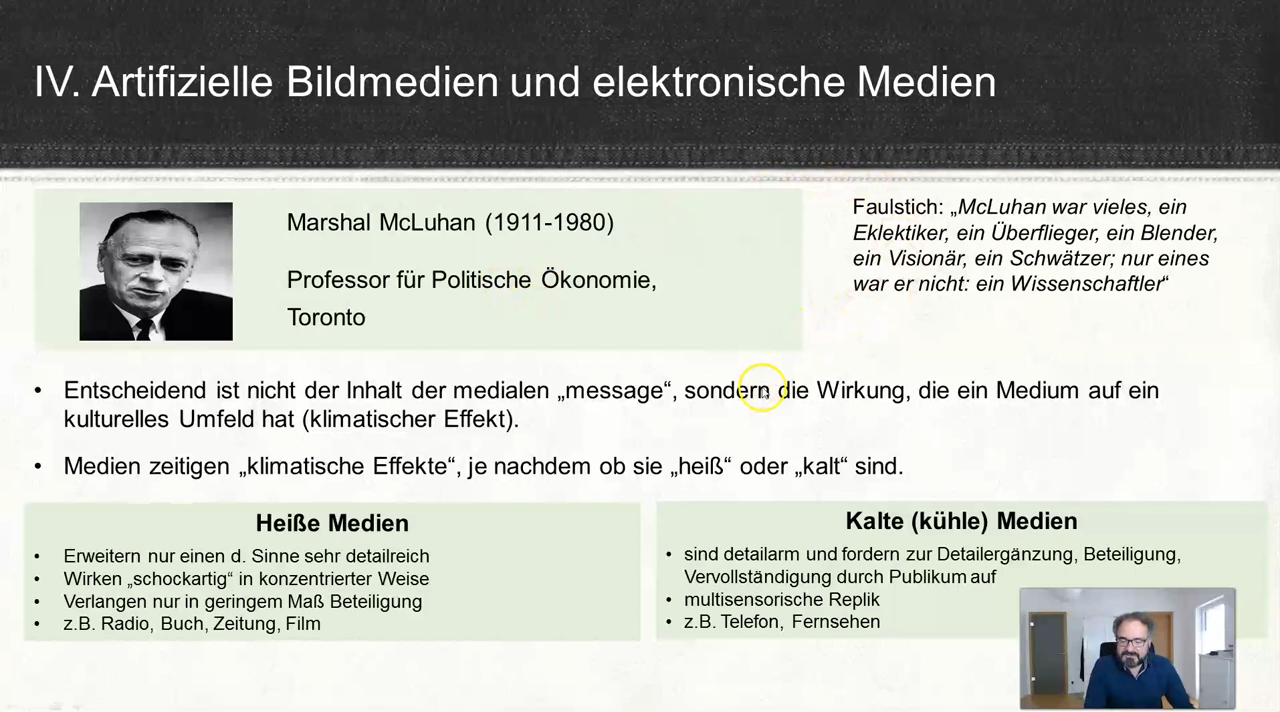 IV. Artifizielle Bildmedien und elektronische Medien
Marshal McLuhan (1911-1980)
Professor für Politische Ökonomie,
Toronto
Faulstich: „McLuhan war vieles, ein
Eklektiker, ein Überflieger, ein Blender,
ein Visionär, ein Schwätzer; nur eines
war er nicht: ein Wissenschaftler“
• Entscheidend ist nicht der Inhalt der medialen „message“, sondern die Wirkung, die ein Medium auf ein
kulturelles Umfeld hat (klimatischer Effekt).
• Medien zeitigen „klimatische Effekte“, je nachdem ob sie „heiß“ oder „kalt“ sind.
Heiße Medien
• Erweitern nur einen d. Sinne sehr detailreich
• Wirken „schockartig“ in konzentrierter Weise
• Verlangen nur in geringem Maß Beteiligung
• z.B. Radio, Buch, Zeitung, Film
Kalte (kühle) Medien
• sind detailarm und fordern zur Detailergänzung, Beteiligung,
Vervollständigung durch Publikum auf
• multisensorische Replik
• z.B. Telefon, Fernsehen